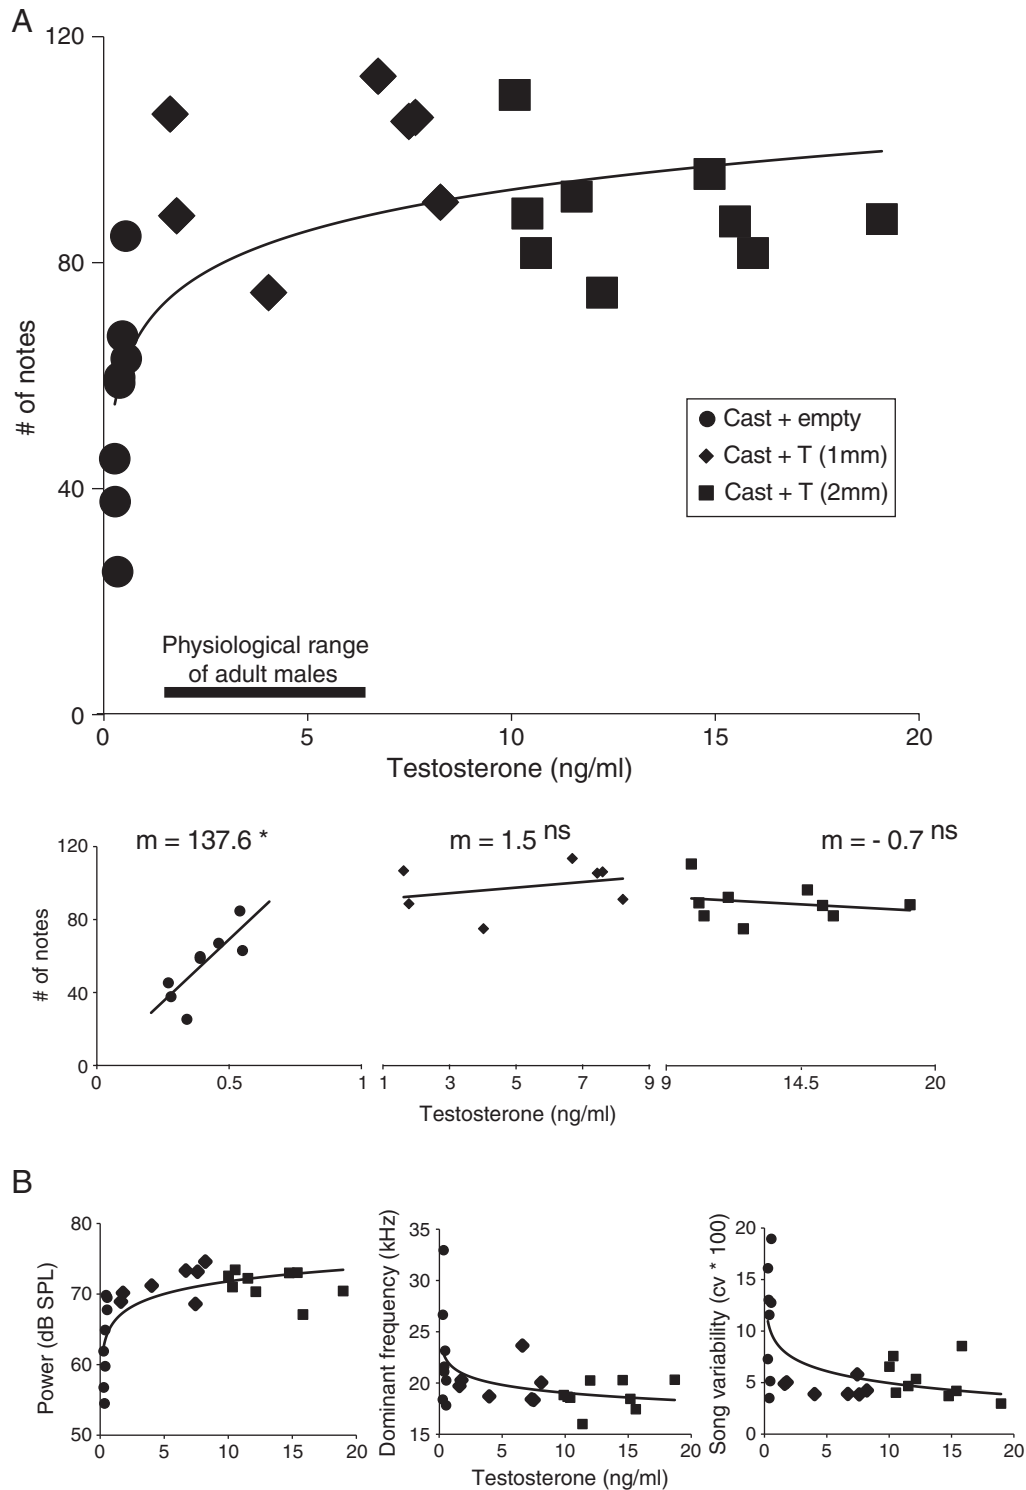 A
120
80
40
0
# of notes
Cast + empty
Cast + T (1mm)
Cast + T (2mm)
Physiological range
of adult males
0 5 10 15 20
Testosterone (ng/ml)
m = 137.6 *
m = 1.5 ns
m = - 0.7 ns
120
80
40
0
# of notes
0 0.5 1
1 3 5 7 9
9 14.5 20
Testosterone (ng/ml)
B
80
70
60
50
Power (dB SPL)
0 5 10 15 20
35
30
25
20
15
Dominant frequency (kHz)
0 5 10 15 20
20
15
10
5
0
Song variability (cv * 100)
0 5 10 15 20
Testosterone (ng/ml)